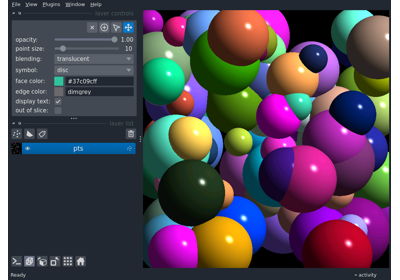 File View Plugins Window Help
layer controls
opacity: 1.00
point size: 10
blending: translucent
symbol: disc
face color: #37c09cff
edge color: dimgrey
display text:
out of slice:
layer list
pts
Ready
activity